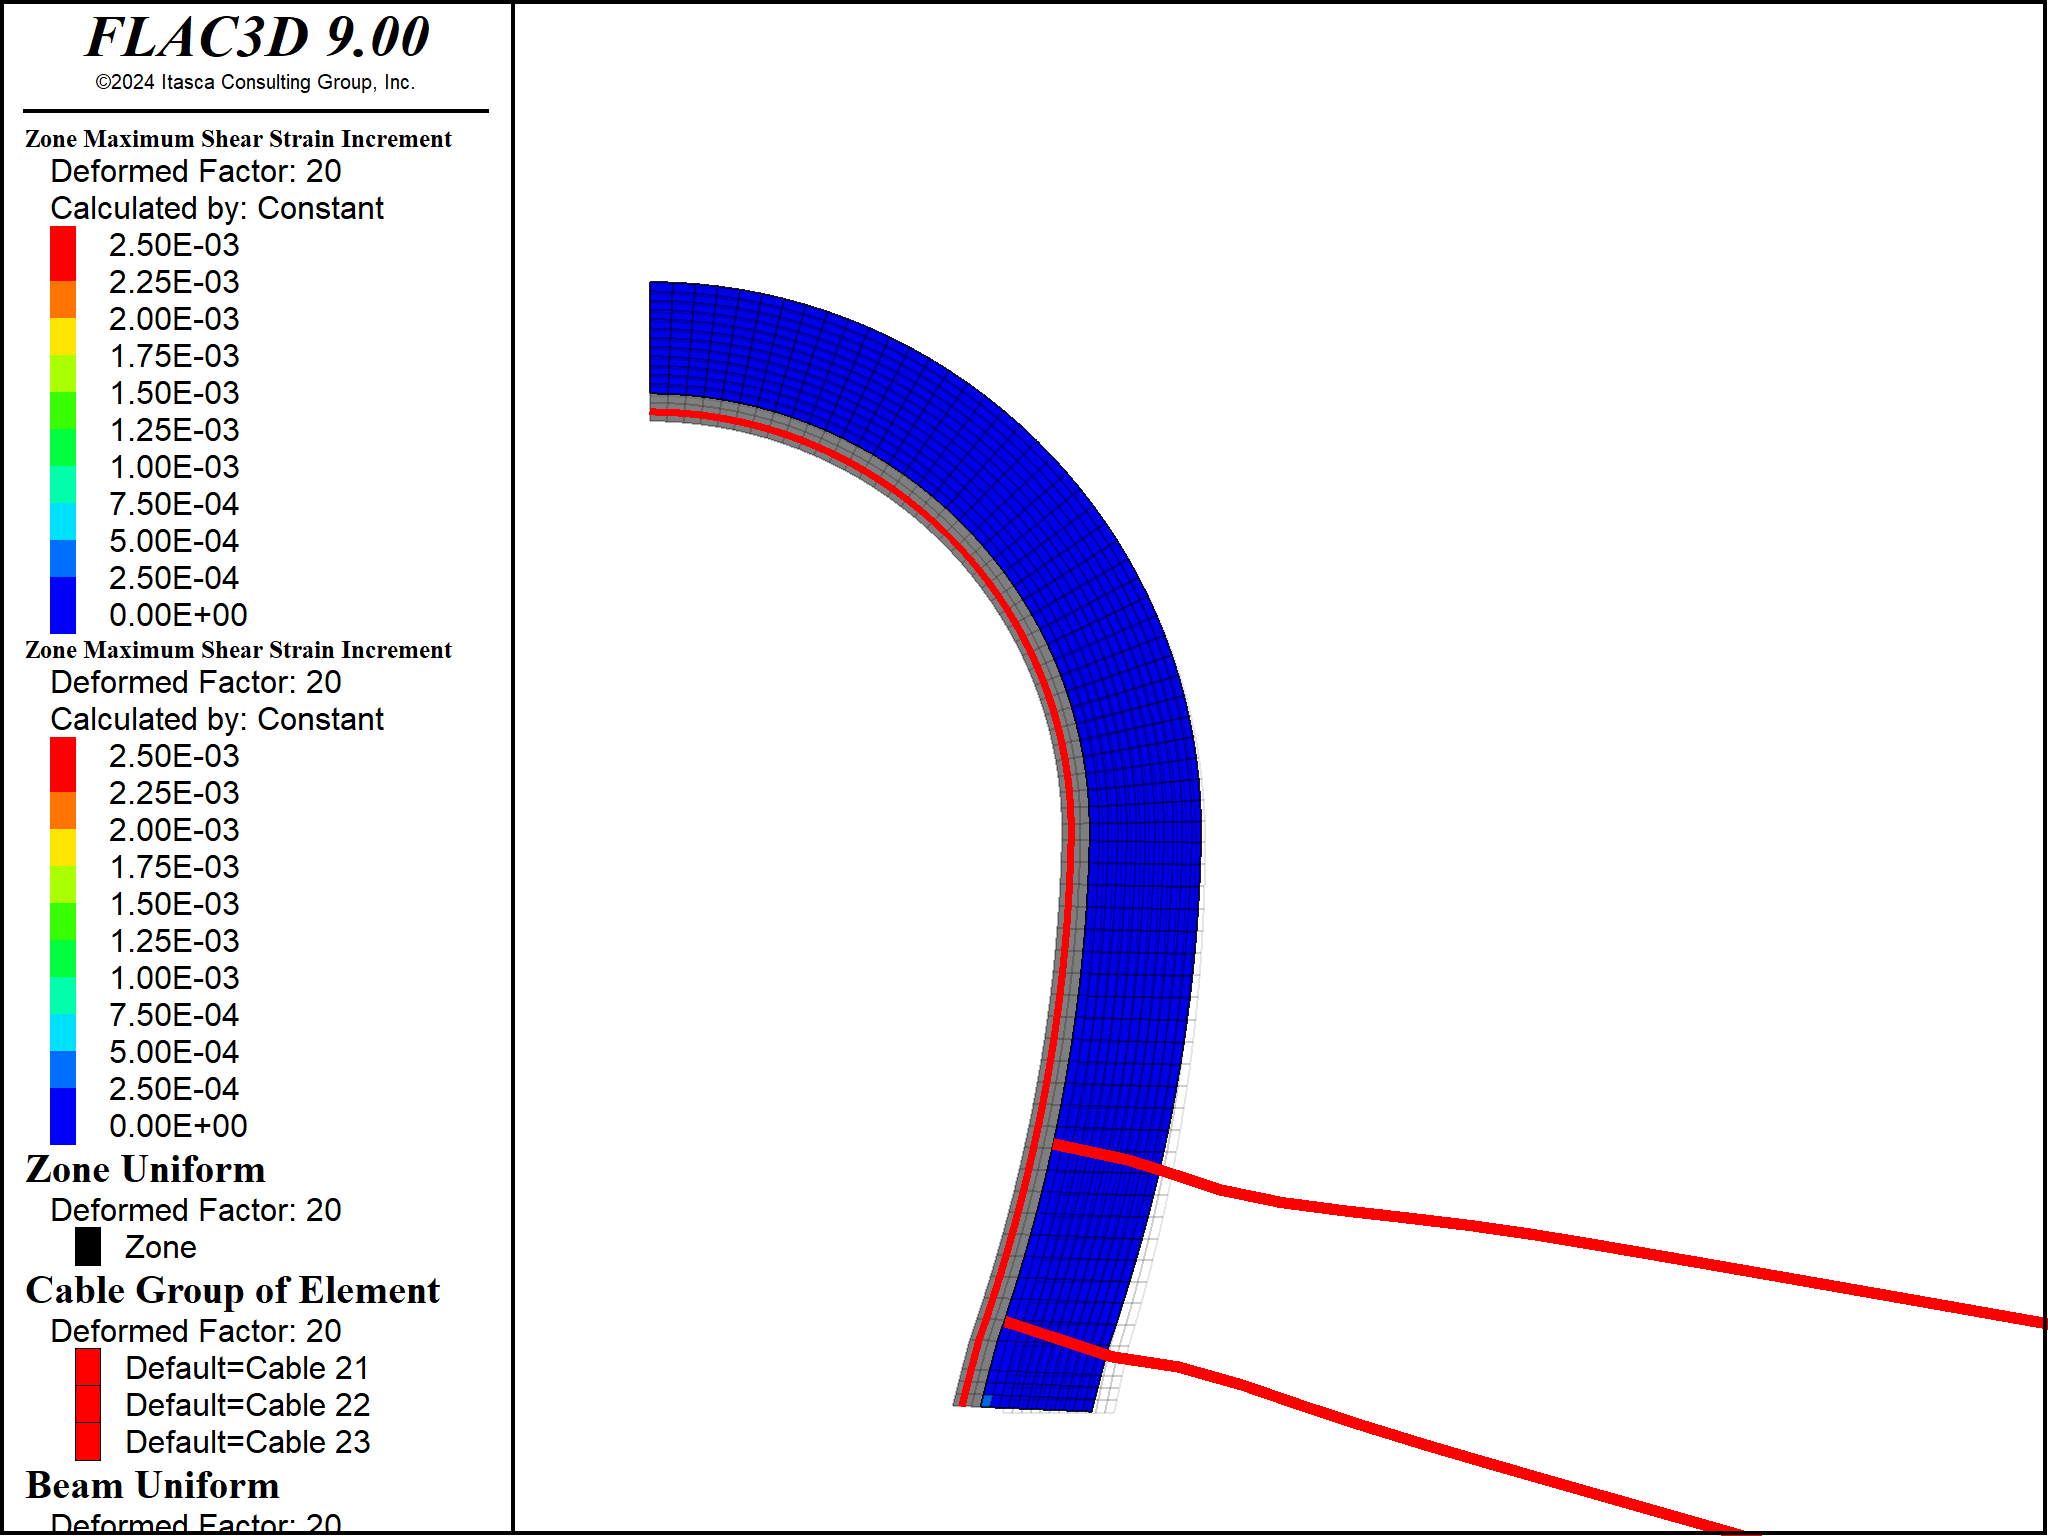 FLAC3D 9.00
©2024 Itasca Consulting Group, Inc.
Zone Maximum Shear Strain Increment
Deformed Factor: 20
Calculated by: Constant
2.50E-03
2.25E-03
2.00E-03
1.75E-03
1.50E-03
1.25E-03
1.00E-03
7.50E-04
5.00E-04
2.50E-04
0.00E+00
Zone Maximum Shear Strain Increment
Deformed Factor: 20
Calculated by: Constant
2.50E-03
2.25E-03
2.00E-03
1.75E-03
1.50E-03
1.25E-03
1.00E-03
7.50E-04
5.00E-04
2.50E-04
0.00E+00
Zone Uniform
Deformed Factor: 20
Zone
Cable Group of Element
Deformed Factor: 20
Default=Cable 21
Default=Cable 22
Default=Cable 23
Beam Uniform
Deformed Factor: 20